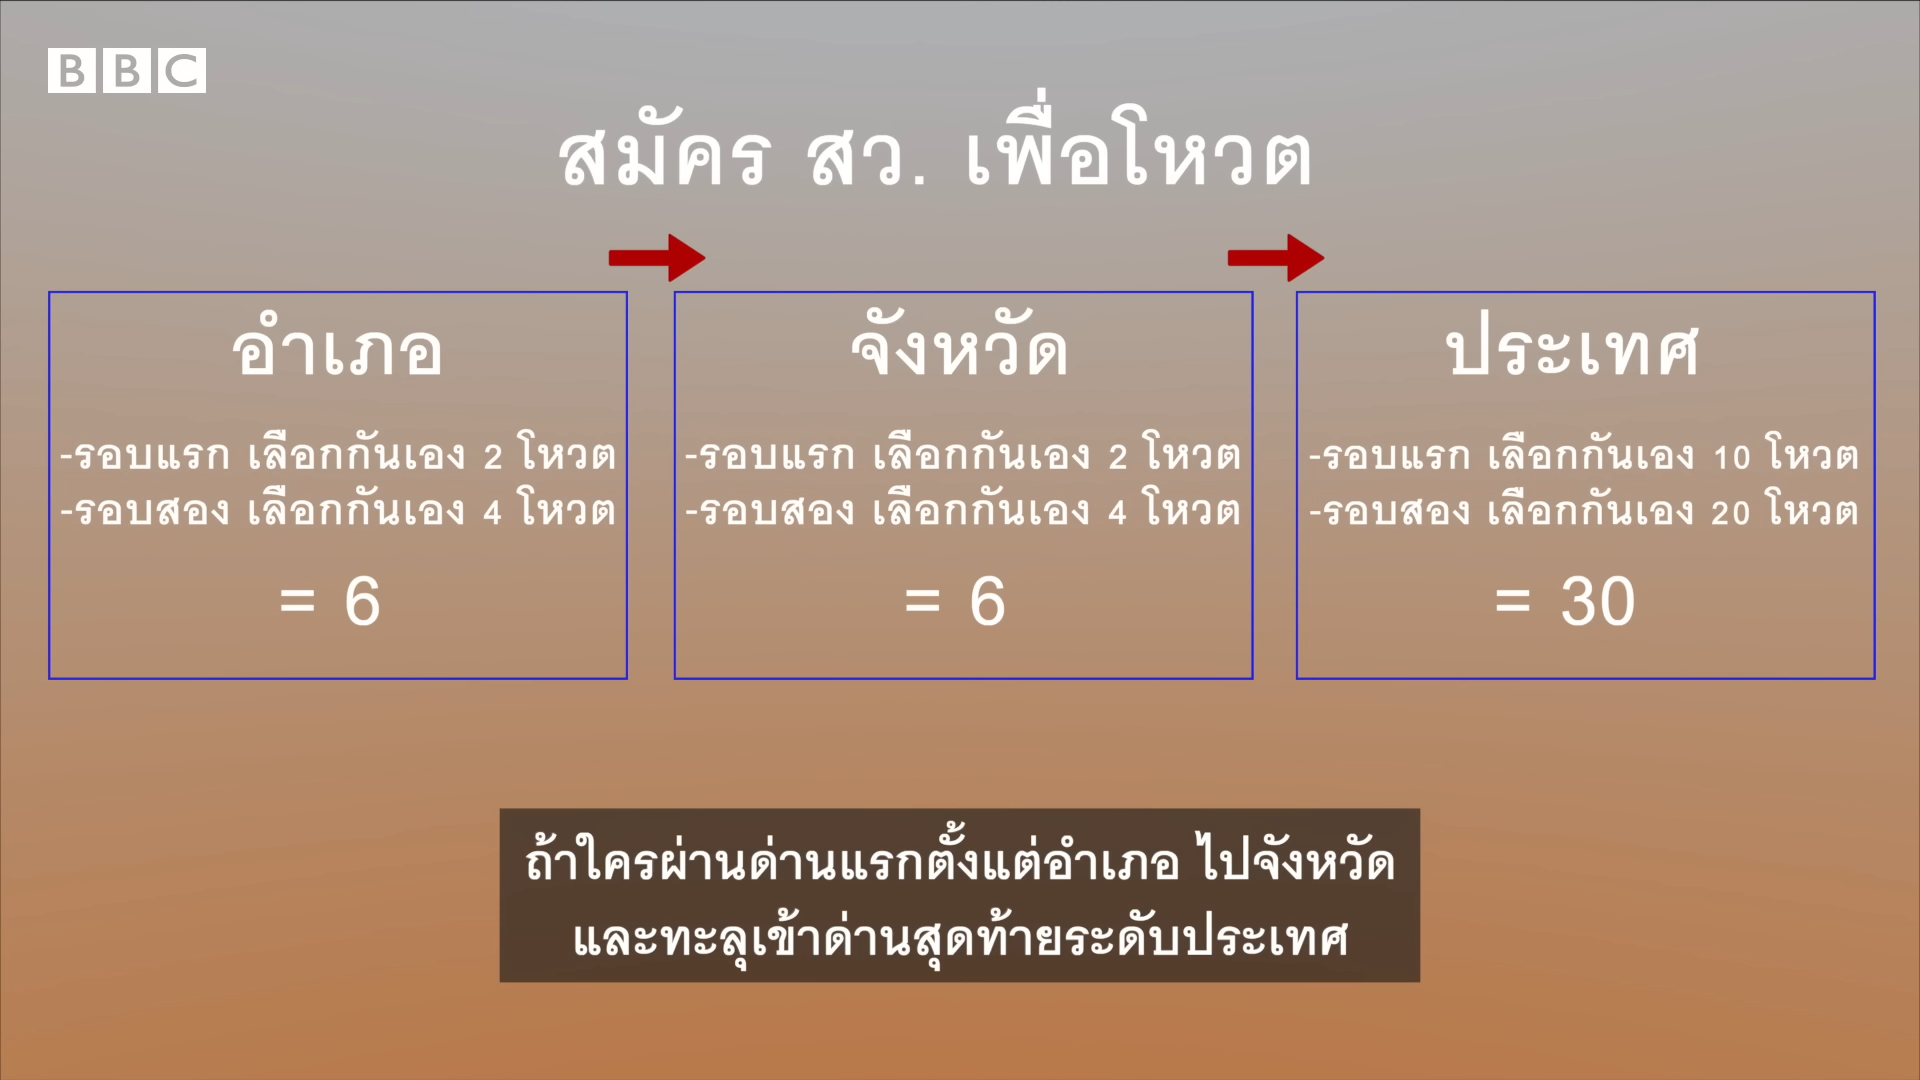 BBC
สมัคร สว. เพื่อโหวต
อำเภอ
-รอบแรก เลือกกันเอง 2 โหวต
-รอบสอง เลือกกันเอง 4 โหวต
= 6
จังหวัด
-รอบแรก เลือกกันเอง 2 โหวต
-รอบสอง เลือกกันเอง 4 โหวต
= 6
ประเทศ
-รอบแรก เลือกกันเอง 10 โหวต
-รอบสอง เลือกกันเอง 20 โหวต
= 30
ถ้าใครผ่านด่านแรกตั้งแต่อำเภอ ไปจังหวัด
และทะลุเข้าด่านสุดท้ายระดับประเทศ